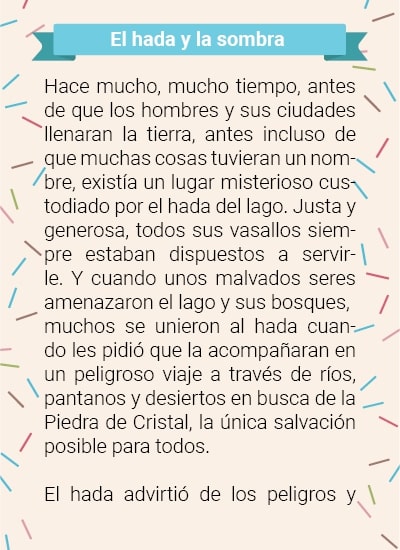 El hada y la sombra
Hace mucho, mucho tiempo, antes
de que los hombres y sus ciudades
llenaran la tierra, antes incluso de
que muchas cosas tuvieran un nom-
bre, existía un lugar misterioso cus-
todiado por el hada del lago. Justa y
generosa, todos sus vasallos siem-
pre estaban dispuestos a servir-
le. Y cuando unos malvados seres
amenazaron el lago y sus bosques,
muchos se unieron al hada cuan-
do les pidió que la acompañaran en
un peligroso viaje a través de ríos,
pantanos y desiertos en busca de la
Piedra de Cristal, la única salvación
posible para todos.
El hada advirtió de los peligros y